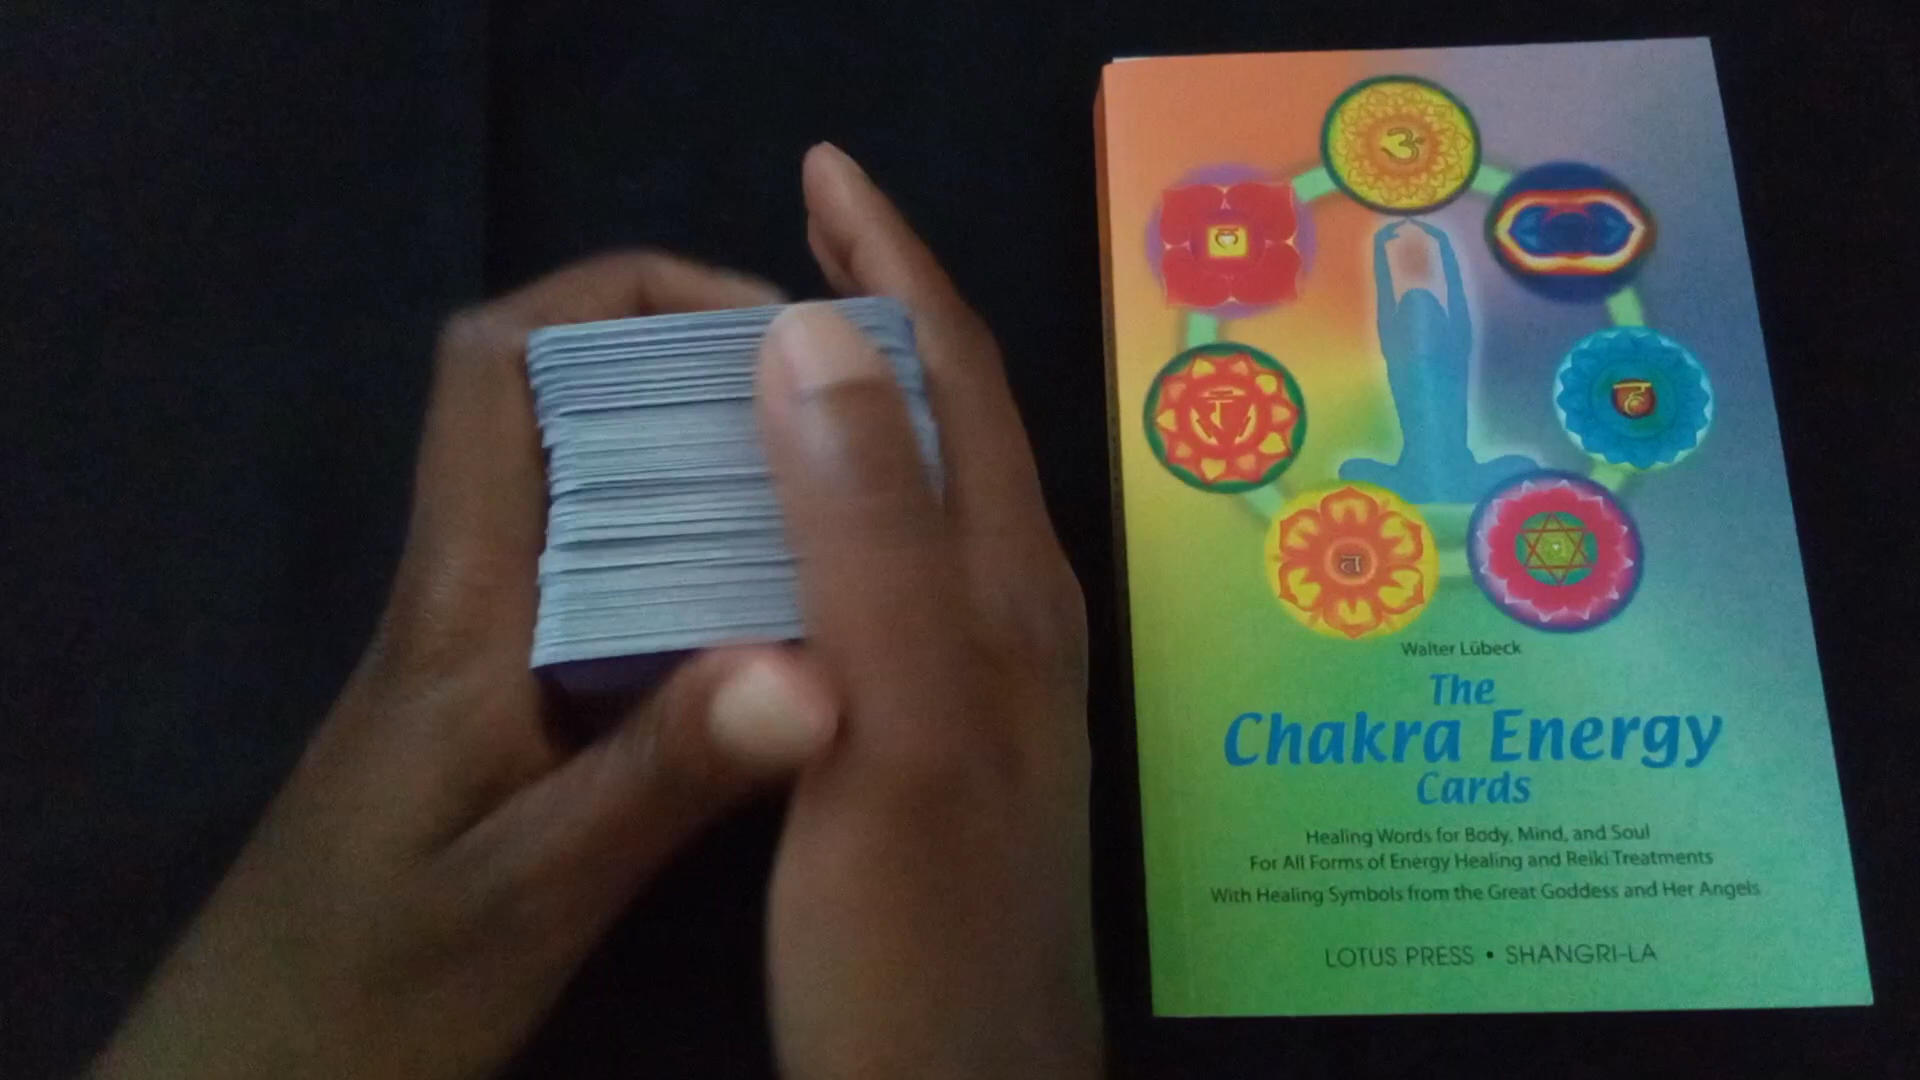 ॐ
लं
रं
हं
वं
Walter Lübeck
The
Chakra Energy
Cards
Healing Words for Body, Mind, and Soul
For All Forms of Energy Healing and Reiki Treatments
With Healing Symbols from the Great Goddess and Her Angels
LOTUS PRESS • SHANGRI-LA